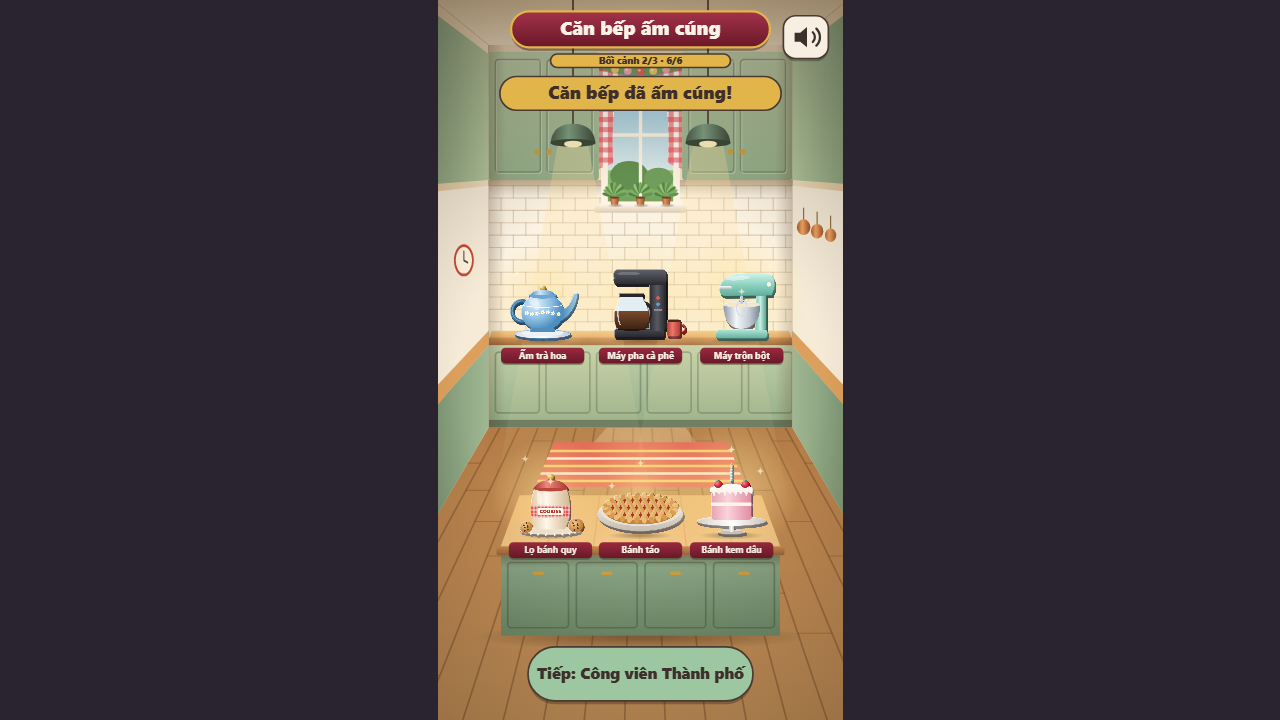 Căn bếp ấm cúng
Bối cảnh 2/3 · 6/6
Căn bếp đã ấm cúng!
Ấm trà hoa
Máy pha cà phê
Máy trộn bột
COOKIES
Lọ bánh quy
Bánh táo
Bánh kem dâu
Tiếp: Công viên Thành phố